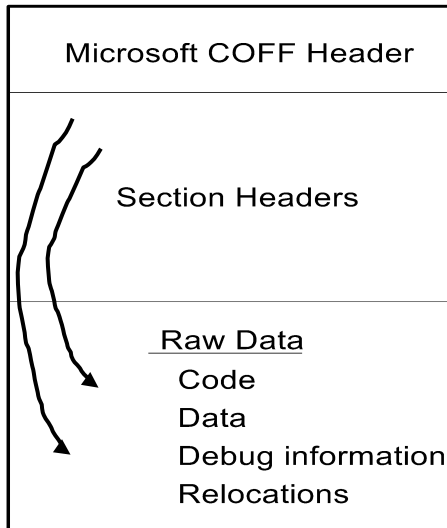 Microsoft COFF Header
Section Headers
Raw Data
Code
Data
Debug information
Relocations